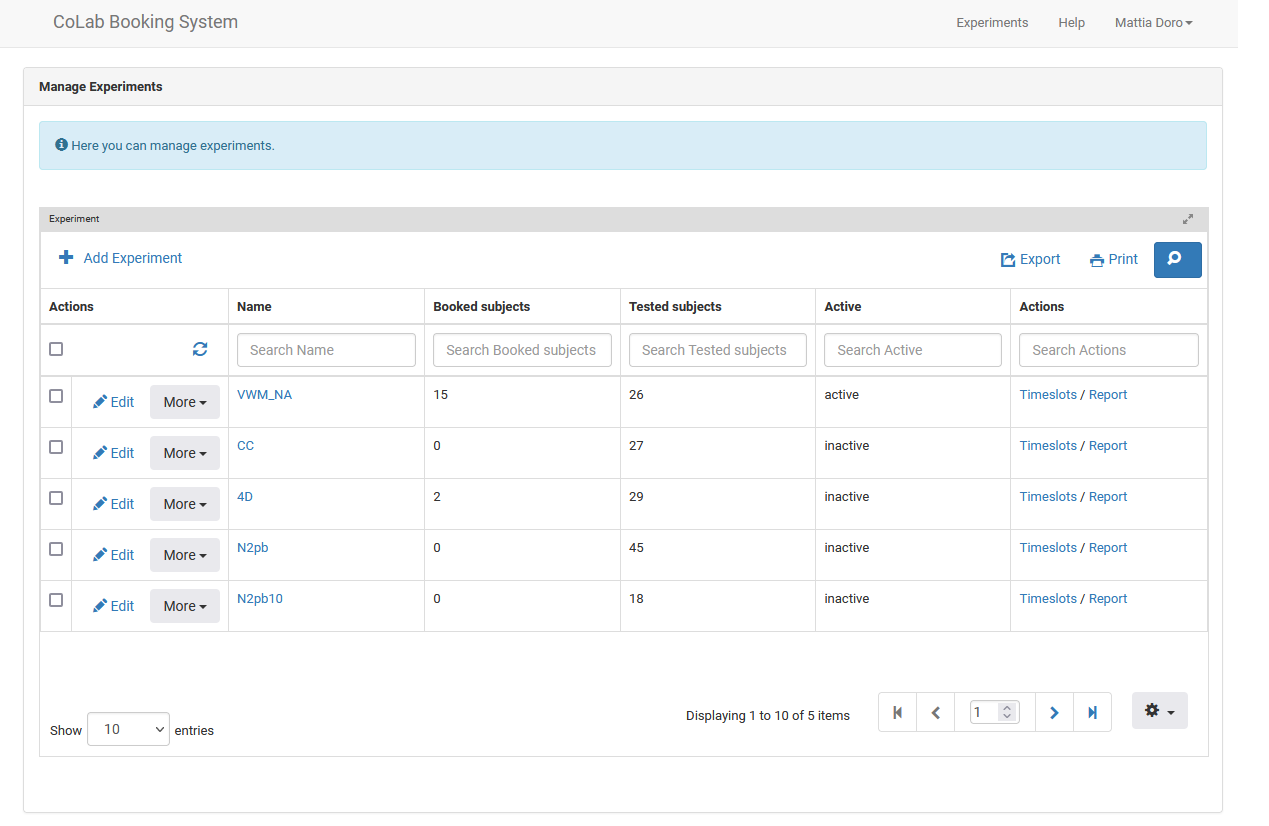 CoLab Booking System Experiments Help Mattia Doro
Manage Experiments
Here you can manage experiments.
Experiment
Add Experiment Export Print
Actions Name Booked subjects Tested subjects Active Actions
Search Name Search Booked subjects Search Tested subjects Search Active Search Actions
Edit More VWM_NA 15 26 active Timeslots / Report
Edit More CC 0 27 inactive Timeslots / Report
Edit More 4D 2 29 inactive Timeslots / Report
Edit More N2pb 0 45 inactive Timeslots / Report
Edit More N2pb10 0 18 inactive Timeslots / Report
Show 10 entries Displaying 1 to 10 of 5 items 1